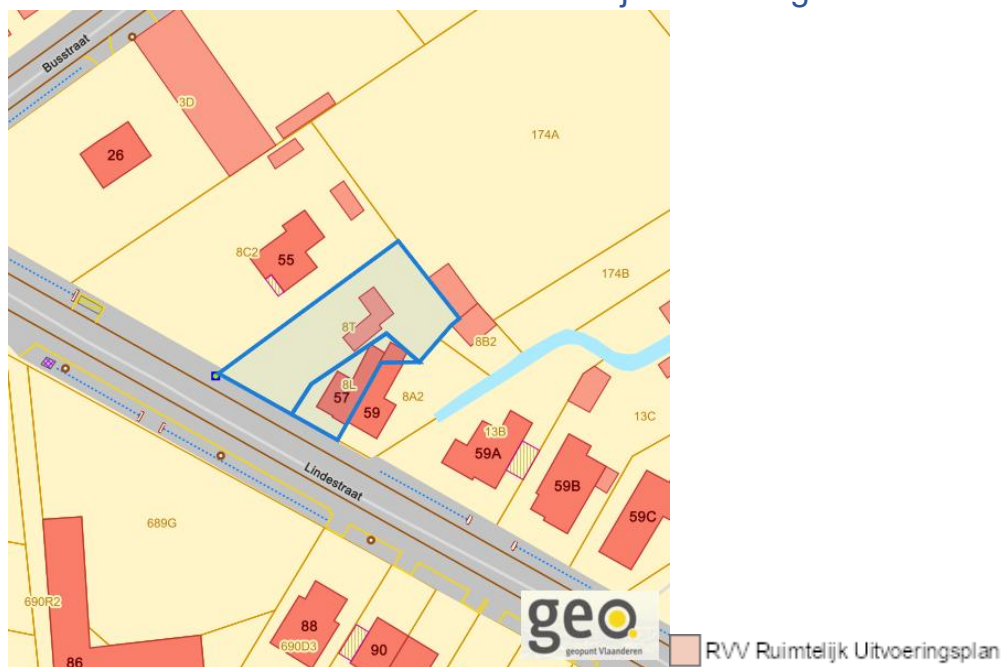 Busstraat
3D
26
174A
8C2
55
174B
8T
8B2
8L
57
59
8A2
13C
13B
59A
59B
59C
Lindestraat
689G
690R2
88
690D3
90
86
geo.
geopunt Vlaanderen
RVV Ruimtelijk Uitvoeringsplan